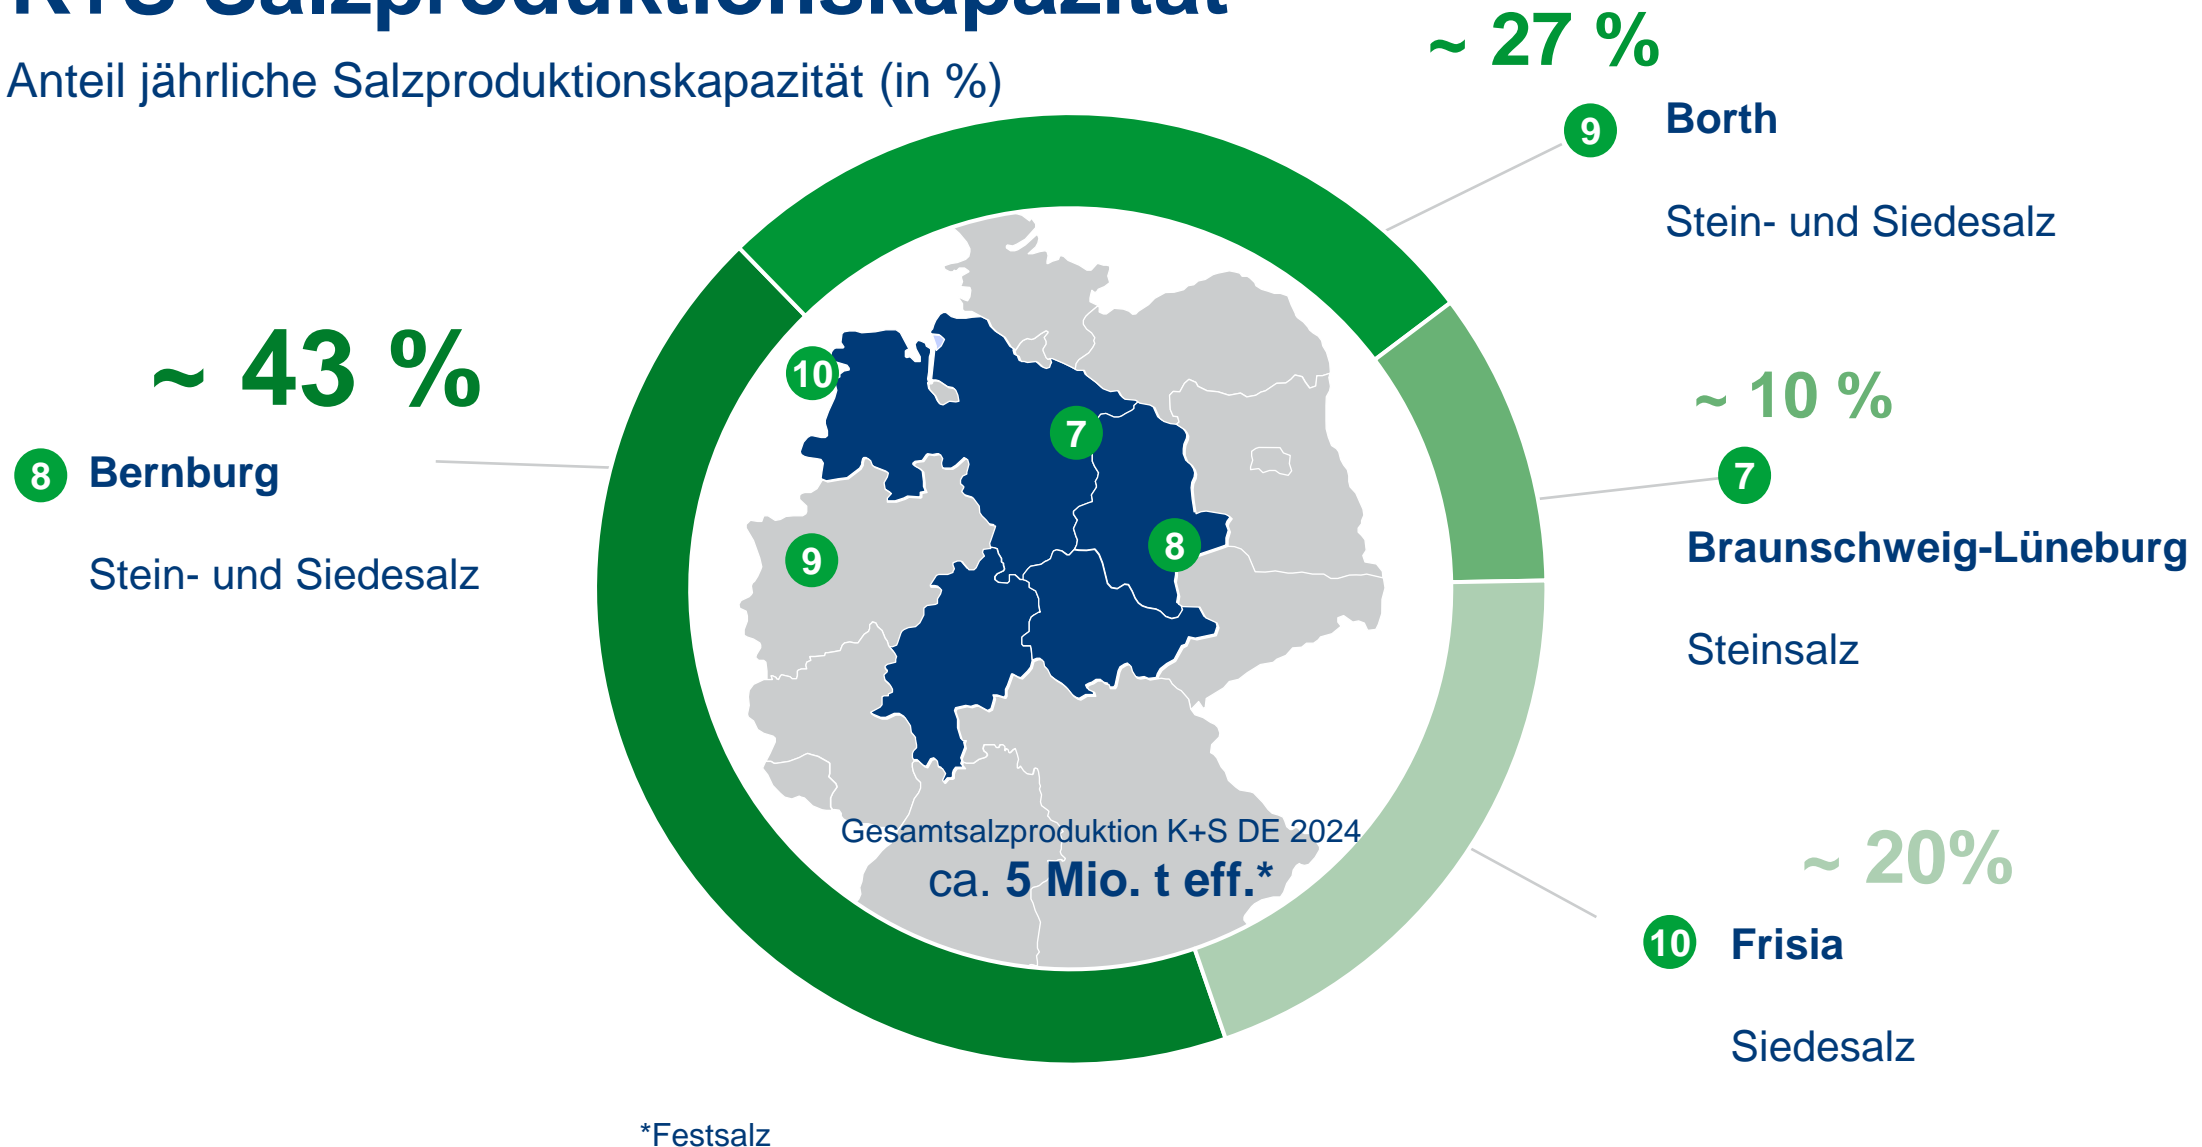 K+S Salzproduktionskapazität
Anteil jährliche Salzproduktionskapazität (in %)
~ 27 %
9 Borth
Stein- und Siedesalz
~ 43 %
8 Bernburg
Stein- und Siedesalz
~ 10 %
7
Braunschweig-Lüneburg
Steinsalz
10
7
8
9
Gesamtsalzproduktion K+S DE 2024
ca. 5 Mio. t eff.*
~ 20%
10 Frisia
Siedesalz
*Festsalz